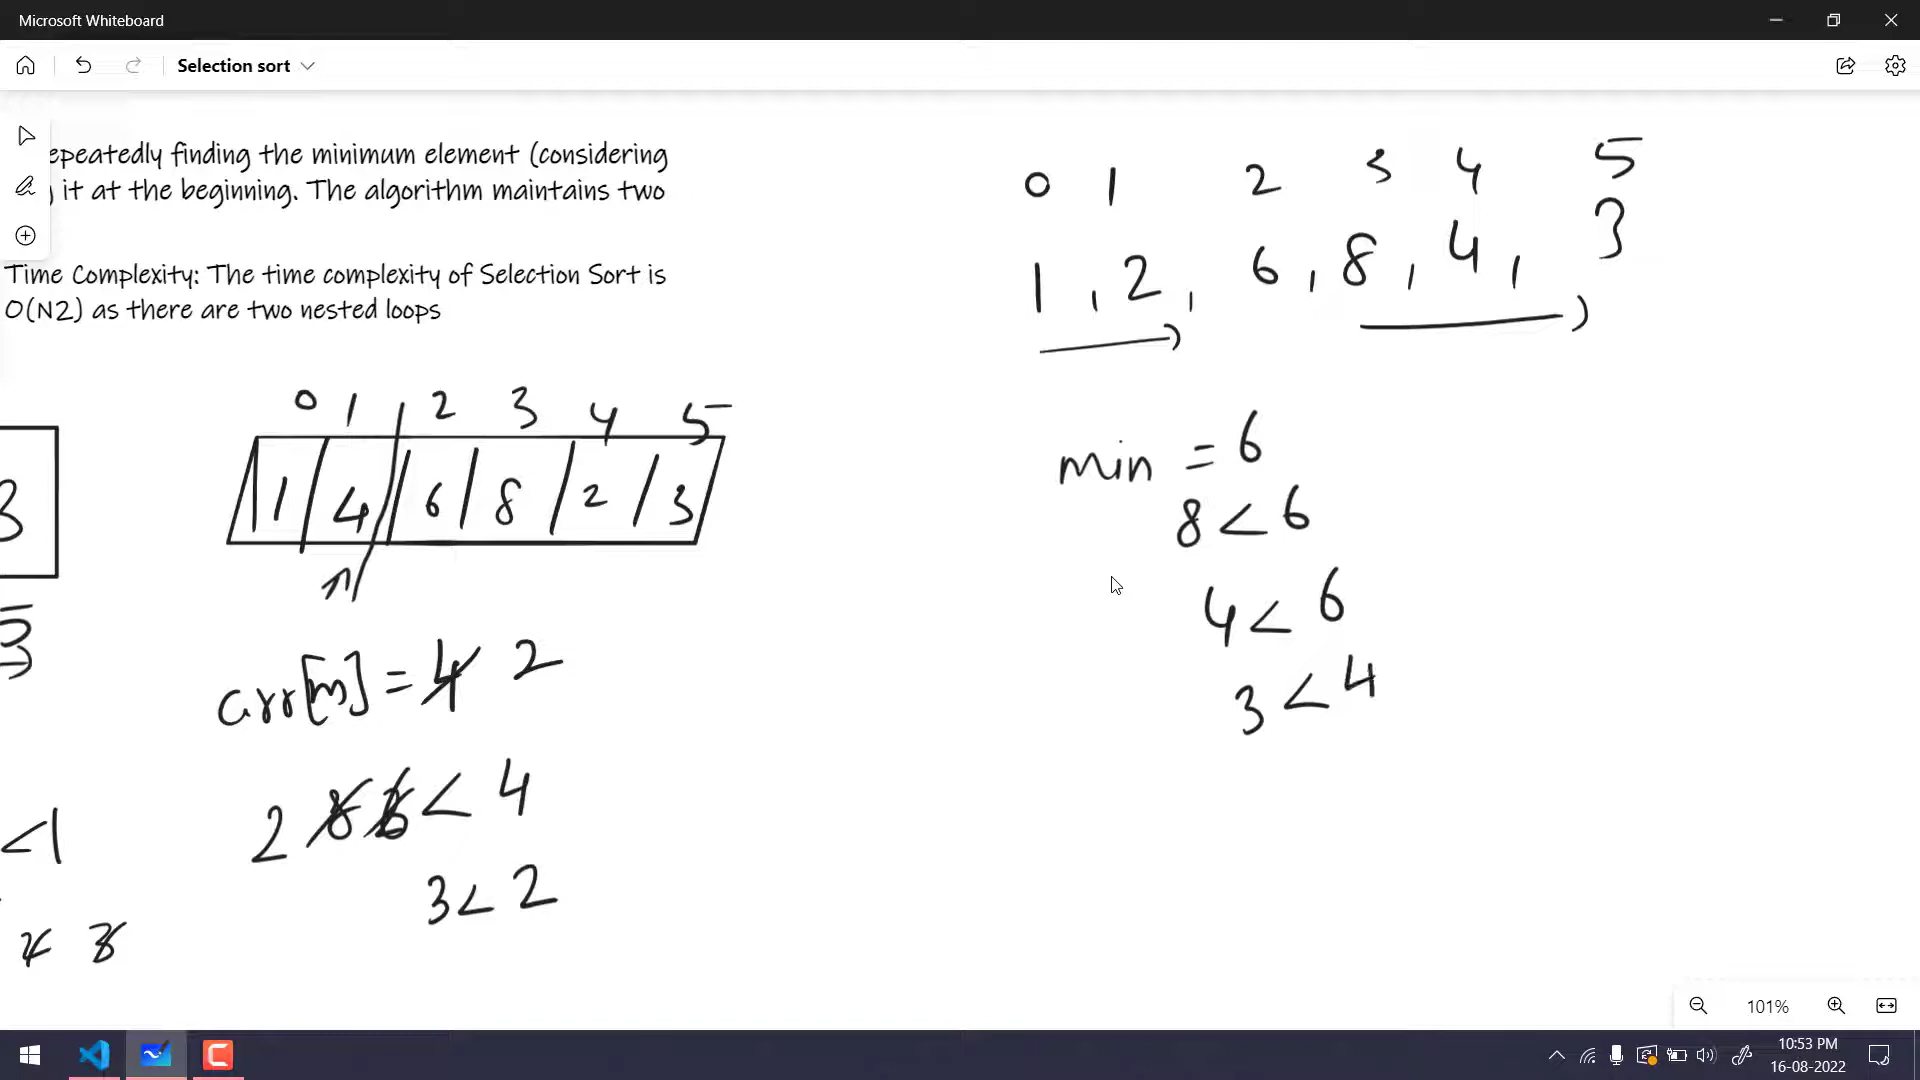 Microsoft Whiteboard
Selection sort
epeatedly finding the minimum element (considering
it at the beginning. The algorithm maintains two
Time Complexity: The time complexity of Selection Sort is
O(N2) as there are two nested loops
0 1 2 3 4 5
1 4 6 8 2 3
arr[m] = 4 2
2 8 6 < 4
3 < 2
3
3
<1
0 1 2 3 4 5
1 , 2 , 6 , 8 , 4 , 3
min = 6
8 < 6
4 < 6
3 < 4
101%
10:53 PM
16-08-2022